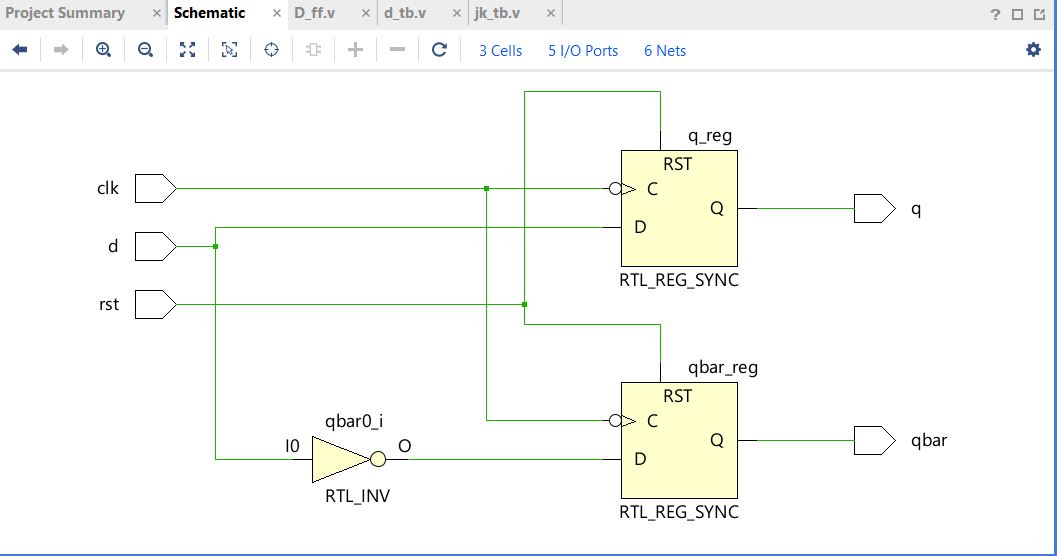 Project Summary × Schematic × D_ff.v × d_tb.v × jk_tb.v × ?
3 Cells 5 I/O Ports 6 Nets
q_reg
RST
clk
C
Q
q
d
D
rst
RTL_REG_SYNC
qbar_reg
RST
qbar0_i
C
I0
O
Q
qbar
D
RTL_INV
RTL_REG_SYNC